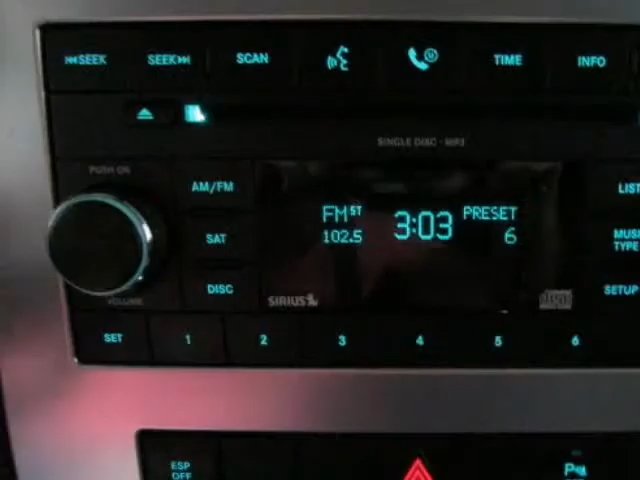 SEEK SEEK SCAN TIME INFO
SINGLE DISC · MP3
PUSH ON
AM/FM
LIST
FM ST 3:03 PRESET
102.5 6
SAT
MUSIC
TYPE
DISC
SETUP
VOLUME
SIRIUS
SET 1 2 3 4 5 6
ESP
OFF